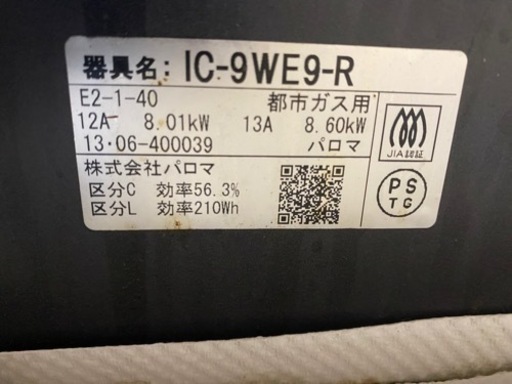 器具名: IC-9WE9-R
E2-1-40 都市ガス用
12A 8.01kW 13A 8.60kW
13・06-400039 パロマ
JIA認証
株式会社パロマ
区分C 効率56.3%
区分L 効率210Wh
PS
TG